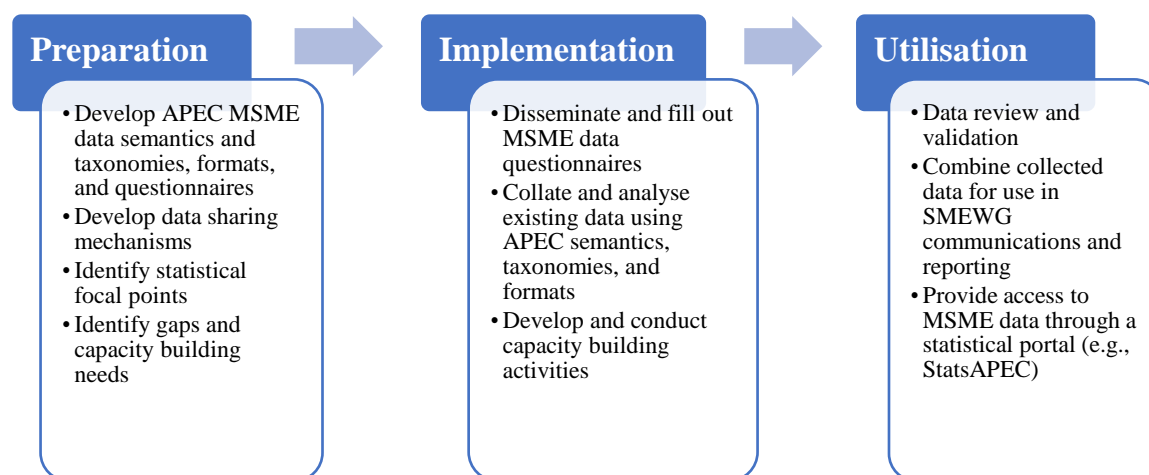 Preparation
• Develop APEC MSME
data semantics and
taxonomies, formats,
and questionnaires
• Develop data sharing
mechanisms
• Identify statistical
focal points
• Identify gaps and
capacity building
needs
Implementation
• Disseminate and fill out
MSME data
questionnaires
• Collate and analyse
existing data using
APEC semantics,
taxonomies, and
formats
• Develop and conduct
capacity building
activities
Utilisation
• Data review and
validation
• Combine collected
data for use in
SMEWG
communications and
reporting
• Provide access to
MSME data through a
statistical portal (e.g.,
StatsAPEC)